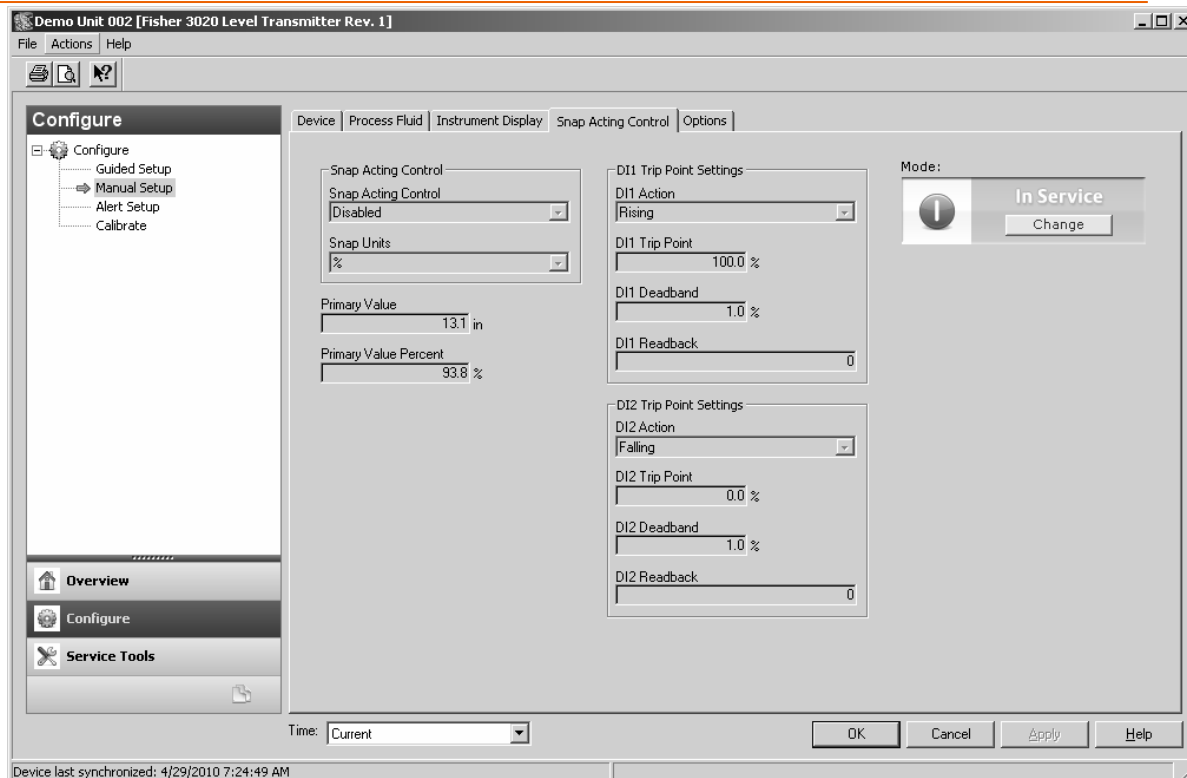 Demo Unit 002 [Fisher 3020 Level Transmitter Rev. 1]
File Actions Help
Configure
Configure
Guided Setup
Manual Setup
Alert Setup
Calibrate
Overview
Configure
Service Tools
Device Process Fluid Instrument Display Snap Acting Control Options
Snap Acting Control
Snap Acting Control
Disabled
Snap Units
%
Primary Value
13.1 in
Primary Value Percent
93.8 %
DI1 Trip Point Settings
DI1 Action
Rising
DI1 Trip Point
100.0 %
DI1 Deadband
1.0 %
DI1 Readback
0
DI2 Trip Point Settings
DI2 Action
Falling
DI2 Trip Point
0.0 %
DI2 Deadband
1.0 %
DI2 Readback
0
Mode:
In Service
Change
Time: Current
OK Cancel Apply Help
Device last synchronized: 4/29/2010 7:24:49 AM